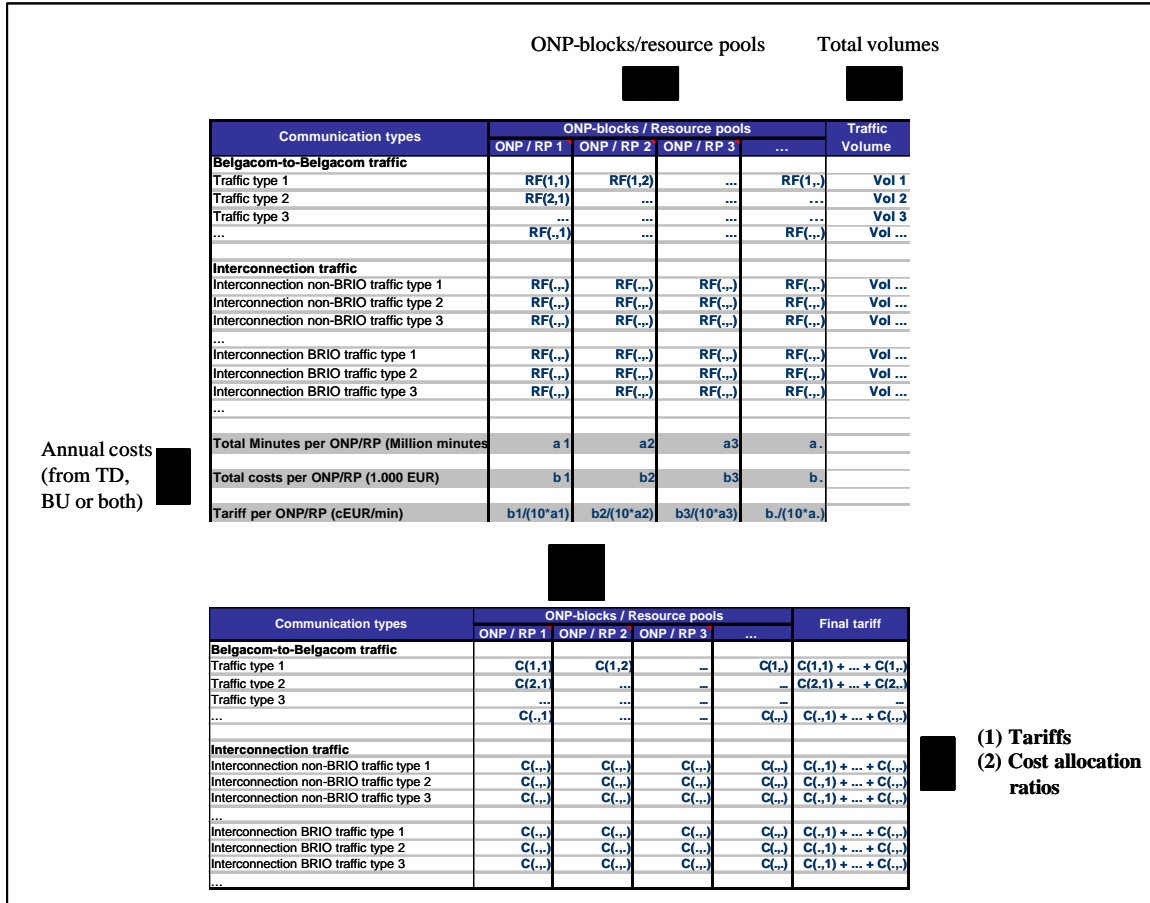 ONP-blocks/resource pools Total volumes
Communication types ONP-blocks / Resource pools Traffic Volume
ONP / RP 1 ONP / RP 2 ONP / RP 3 ...
Belgacom-to-Belgacom traffic
Traffic type 1 RF(1,1) RF(1,2) ... RF(1,.) Vol 1
Traffic type 2 RF(2,1) ... ... ... Vol 2
Traffic type 3 ... ... ... ... Vol 3
... RF(.,1) ... ... RF(.,.) Vol ...
Interconnection traffic
Interconnection non-BRIO traffic type 1 RF(.,.) RF(.,.) RF(.,.) RF(.,.) Vol ...
Interconnection non-BRIO traffic type 2 RF(.,.) RF(.,.) RF(.,.) RF(.,.) Vol ...
Interconnection non-BRIO traffic type 3 RF(.,.) RF(.,.) RF(.,.) RF(.,.) Vol ...
...
Interconnection BRIO traffic type 1 RF(.,.) RF(.,.) RF(.,.) RF(.,.) Vol ...
Interconnection BRIO traffic type 2 RF(.,.) RF(.,.) RF(.,.) RF(.,.) Vol ...
Interconnection BRIO traffic type 3 RF(.,.) RF(.,.) RF(.,.) RF(.,.) Vol ...
...
Annual costs
(from TD,
BU or both)
Total Minutes per ONP/RP (Million minutes a1 a2 a3 a.
Total costs per ONP/RP (1.000 EUR) b1 b2 b3 b.
Tariff per ONP/RP (cEUR/min) b1/(10*a1) b2/(10*a2) b3/(10*a3) b./(10*a.)
Communication types ONP-blocks / Resource pools Final tariff
ONP / RP 1 ONP / RP 2 ONP / RP 3 ...
Belgacom-to-Belgacom traffic
Traffic type 1 C(1,1) C(1,2) ... C(1,.) C(1,1) + ... + C(1,.)
Traffic type 2 C(2,1) ... ... ... C(2,1) + ... + C(2,.)
Traffic type 3 ... ... ... ... ...
... C(.,1) ... ... C(.,.) C(.,1) + ... + C(.,.)
Interconnection traffic
Interconnection non-BRIO traffic type 1 C(.,.) C(.,.) C(.,.) C(.,.) C(.,1) + ... + C(.,.)
Interconnection non-BRIO traffic type 2 C(.,.) C(.,.) C(.,.) C(.,.) C(.,1) + ... + C(.,.)
Interconnection non-BRIO traffic type 3 C(.,.) C(.,.) C(.,.) C(.,.) C(.,1) + ... + C(.,.)
...
Interconnection BRIO traffic type 1 C(.,.) C(.,.) C(.,.) C(.,.) C(.,1) + ... + C(.,.)
Interconnection BRIO traffic type 2 C(.,.) C(.,.) C(.,.) C(.,.) C(.,1) + ... + C(.,.)
Interconnection BRIO traffic type 3 C(.,.) C(.,.) C(.,.) C(.,.) C(.,1) + ... + C(.,.)
...
(1) Tariffs
(2) Cost allocation
ratios